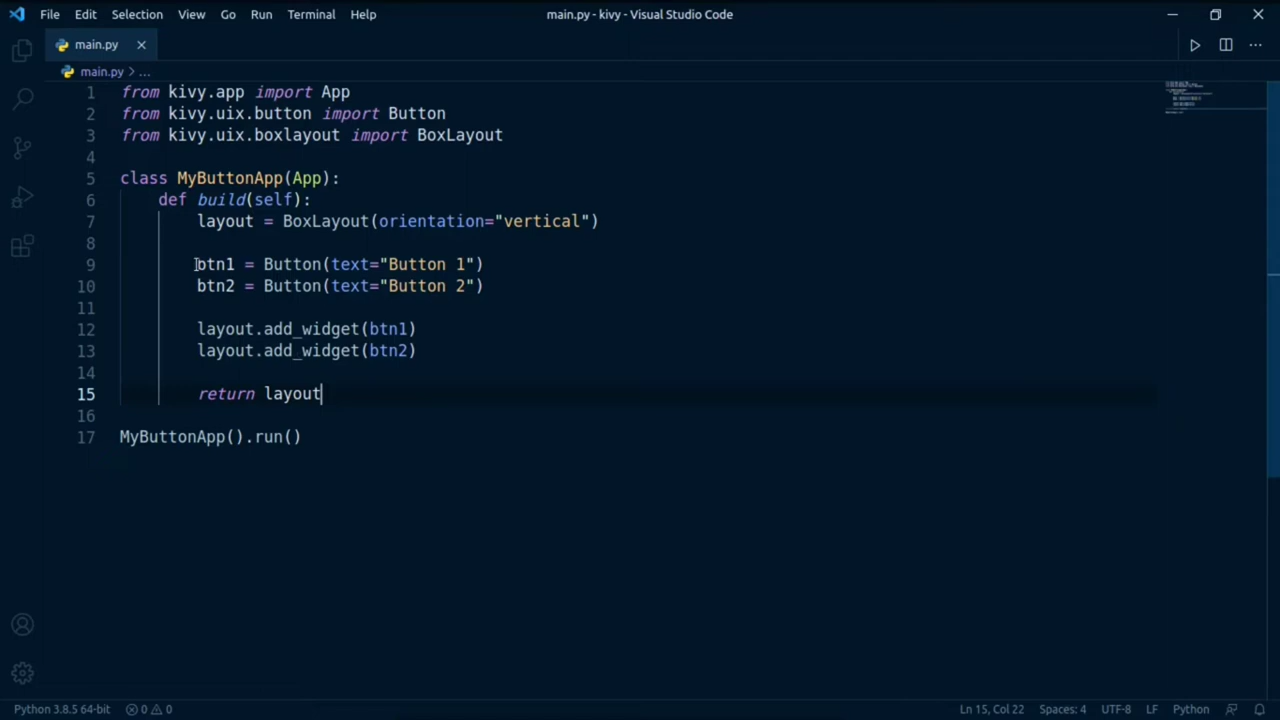 File Edit Selection View Go Run Terminal Help main.py - kivy - Visual Studio Code
main.py
main.py > ...
1 from kivy.app import App
2 from kivy.uix.button import Button
3 from kivy.uix.boxlayout import BoxLayout
4
5 class MyButtonApp(App):
6 def build(self):
7 layout = BoxLayout(orientation="vertical")
8
9 btn1 = Button(text="Button 1")
10 btn2 = Button(text="Button 2")
11
12 layout.add_widget(btn1)
13 layout.add_widget(btn2)
14
15 return layout
16
17 MyButtonApp().run()
Python 3.8.5 64-bit 0 0 Ln 15, Col 22 Spaces: 4 UTF-8 LF Python